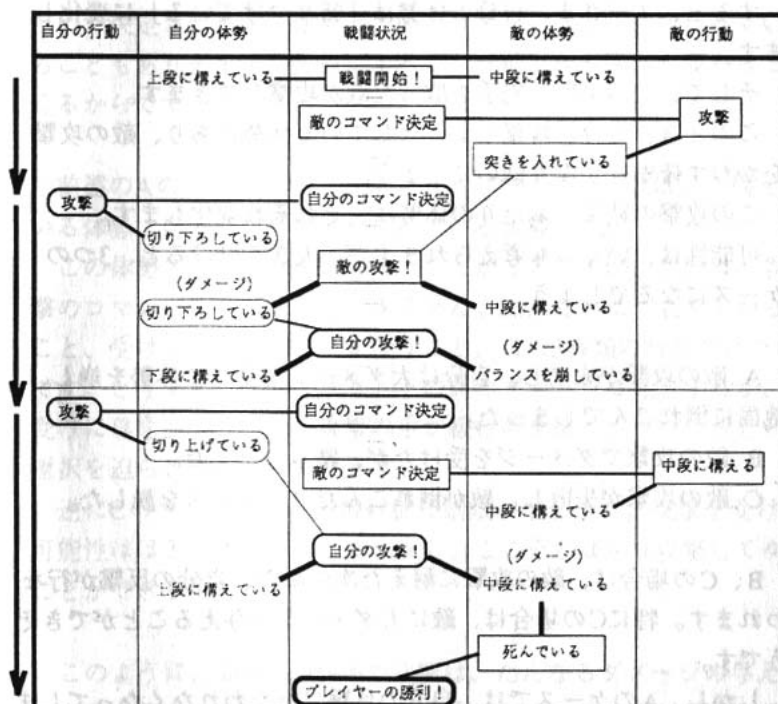 自分の行動 自分の体勢 戦闘状況 敵の体勢 敵の行動
上段に構えている 戦闘開始! 中段に構えている
敵のコマンド決定 攻撃
突きを入れている
攻撃 自分のコマンド決定
切り下ろしている
敵の攻撃!
(ダメージ)
切り下ろしている 中段に構えている
自分の攻撃! (ダメージ)
下段に構えている バランスを崩している
攻撃 自分のコマンド決定
切り上げている
敵のコマンド決定 中段に構える
中段に構えている
自分の攻撃! (ダメージ)
上段に構えている 中段に構えている
死んでいる
プレイヤーの勝利!